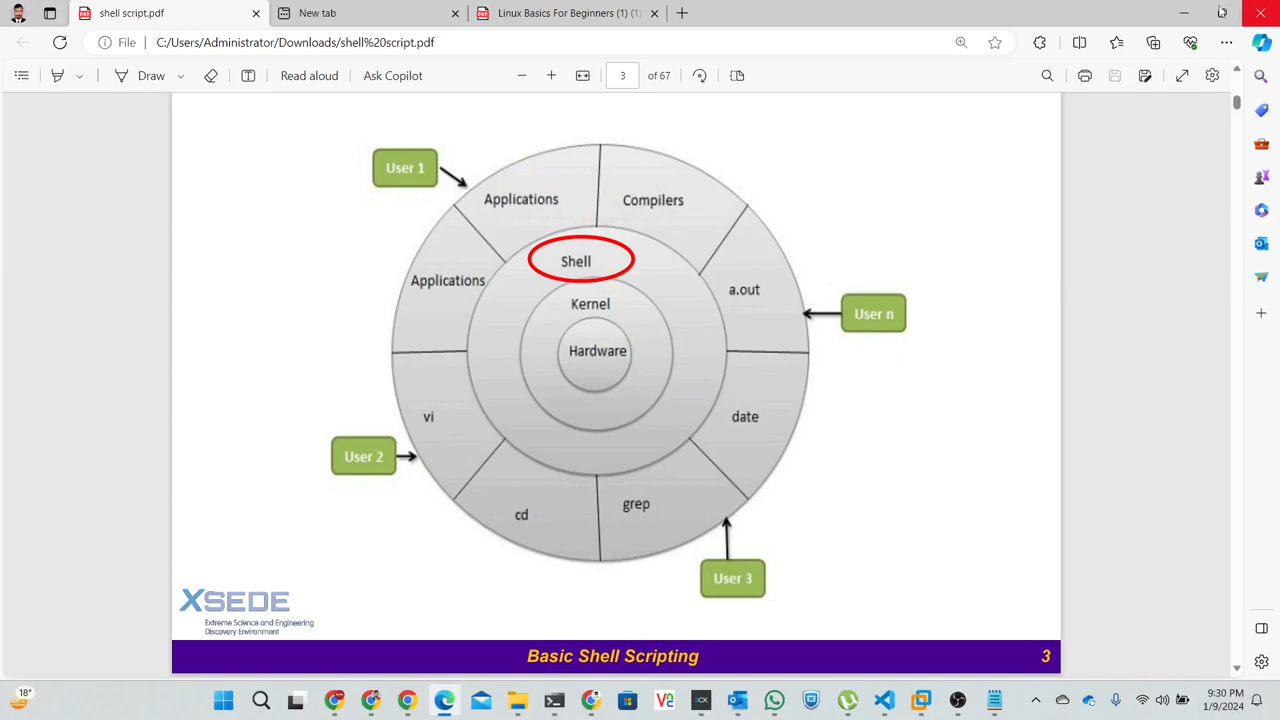 shell script.pdf
New tab
Linux Basics For Beginners (1) (1)
File
C:/Users/Administrator/Downloads/shell%20script.pdf
Draw
Read aloud
Ask Copilot
3
of 67
User 1
Applications
Compilers
Shell
Applications
a.out
Kernel
User n
Hardware
vi
date
User 2
cd
grep
User 3
XSEDE
Extreme Science and Engineering
Discovery Environment
Basic Shell Scripting
3
18°
9:30 PM
1/9/2024